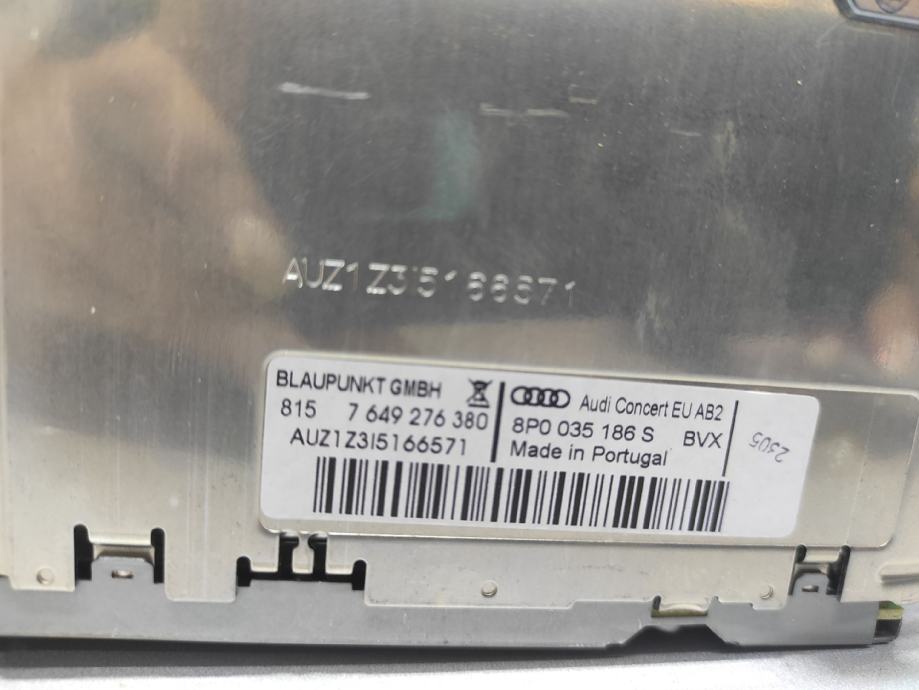 AUZ1Z3I5166571
BLAUPUNKT GMBH
815 7 649 276 380
AUZ1Z3I5166571
Audi Concert EU AB2
8P0 035 186 S BVX
Made in Portugal
2305